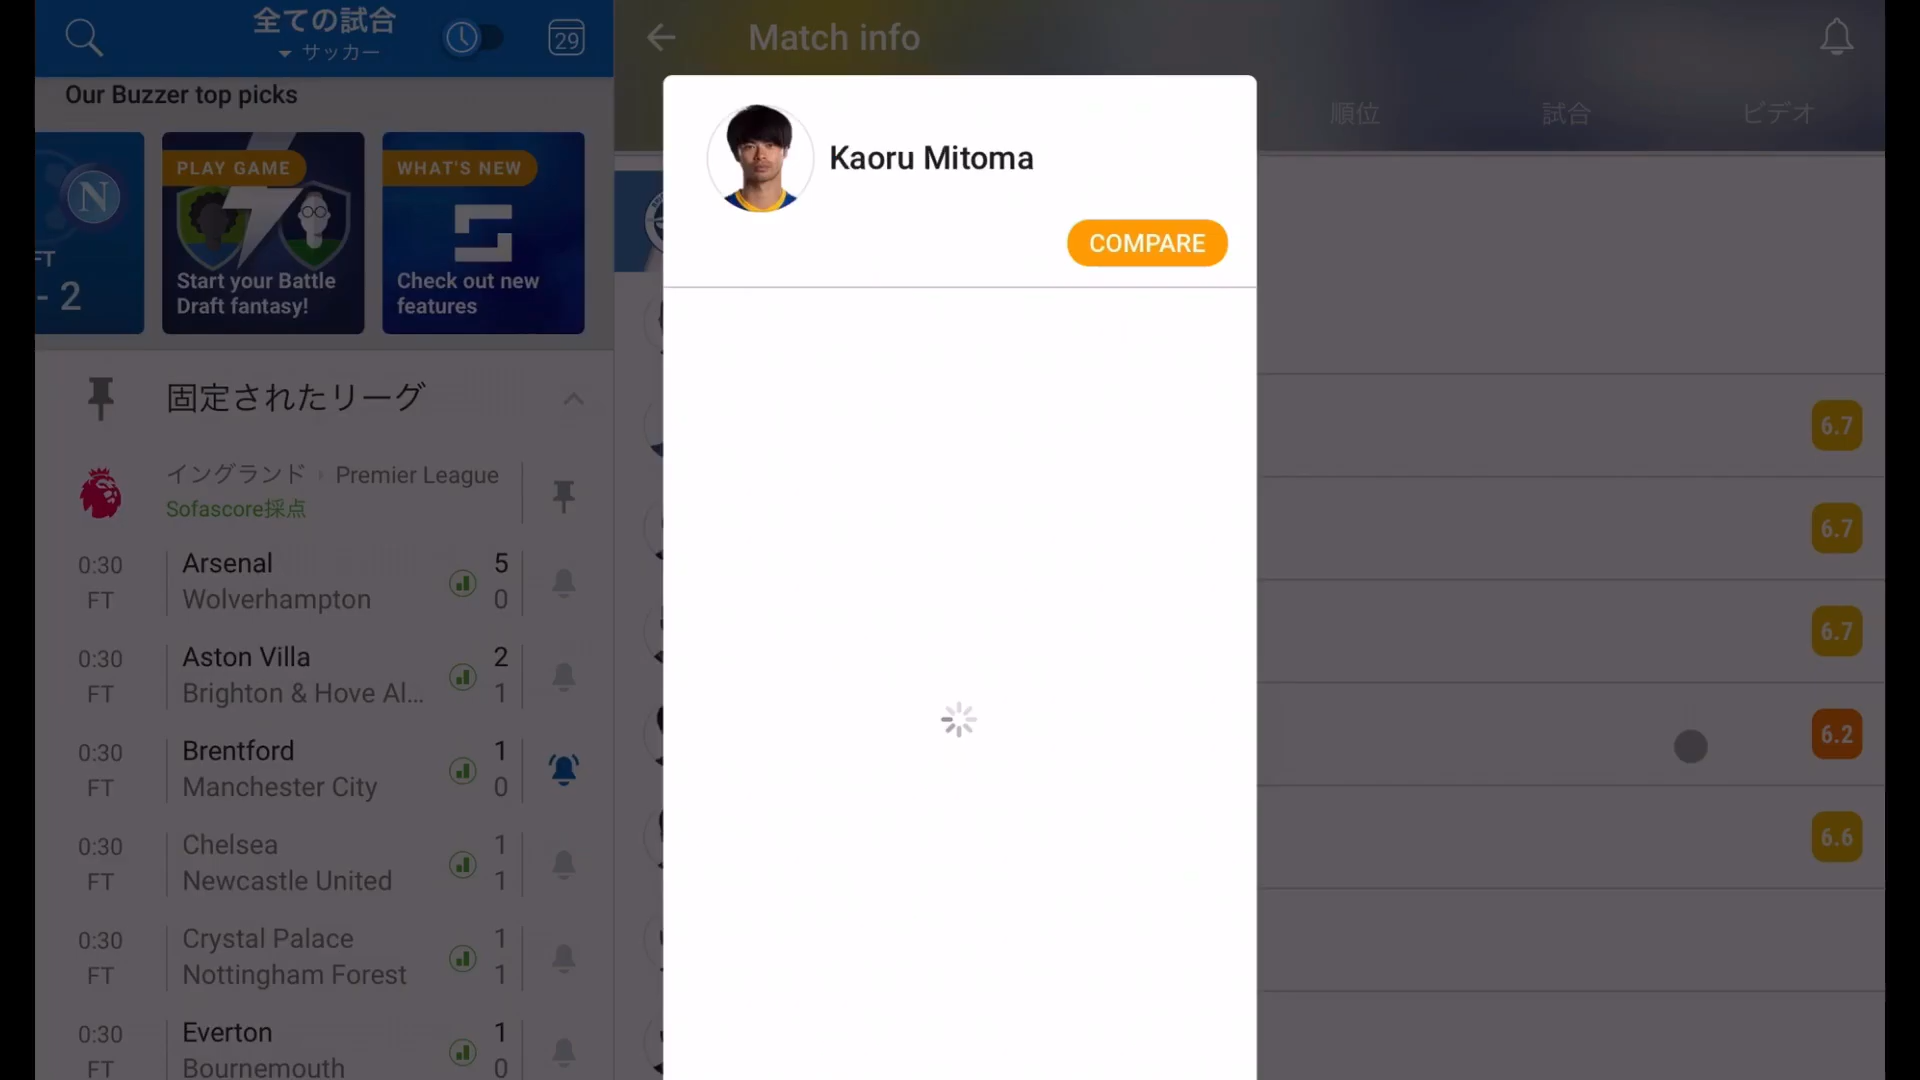 全ての試合
サッカー
29
Match info
順位
試合
ビデオ
Our Buzzer top picks
N
FT
- 2
PLAY GAME
Start your Battle
Draft fantasy!
WHAT'S NEW
Check out new
features
Kaoru Mitoma
COMPARE
固定されたリーグ
イングランド Premier League
Sofascore採点
0:30 Arsenal 5
FT Wolverhampton 0
0:30 Aston Villa 2
FT Brighton & Hove Al... 1
0:30 Brentford 1
FT Manchester City 0
0:30 Chelsea 1
FT Newcastle United 1
0:30 Crystal Palace 1
FT Nottingham Forest 1
0:30 Everton 1
FT Bournemouth 0
6.7
6.7
6.7
6.2
6.6